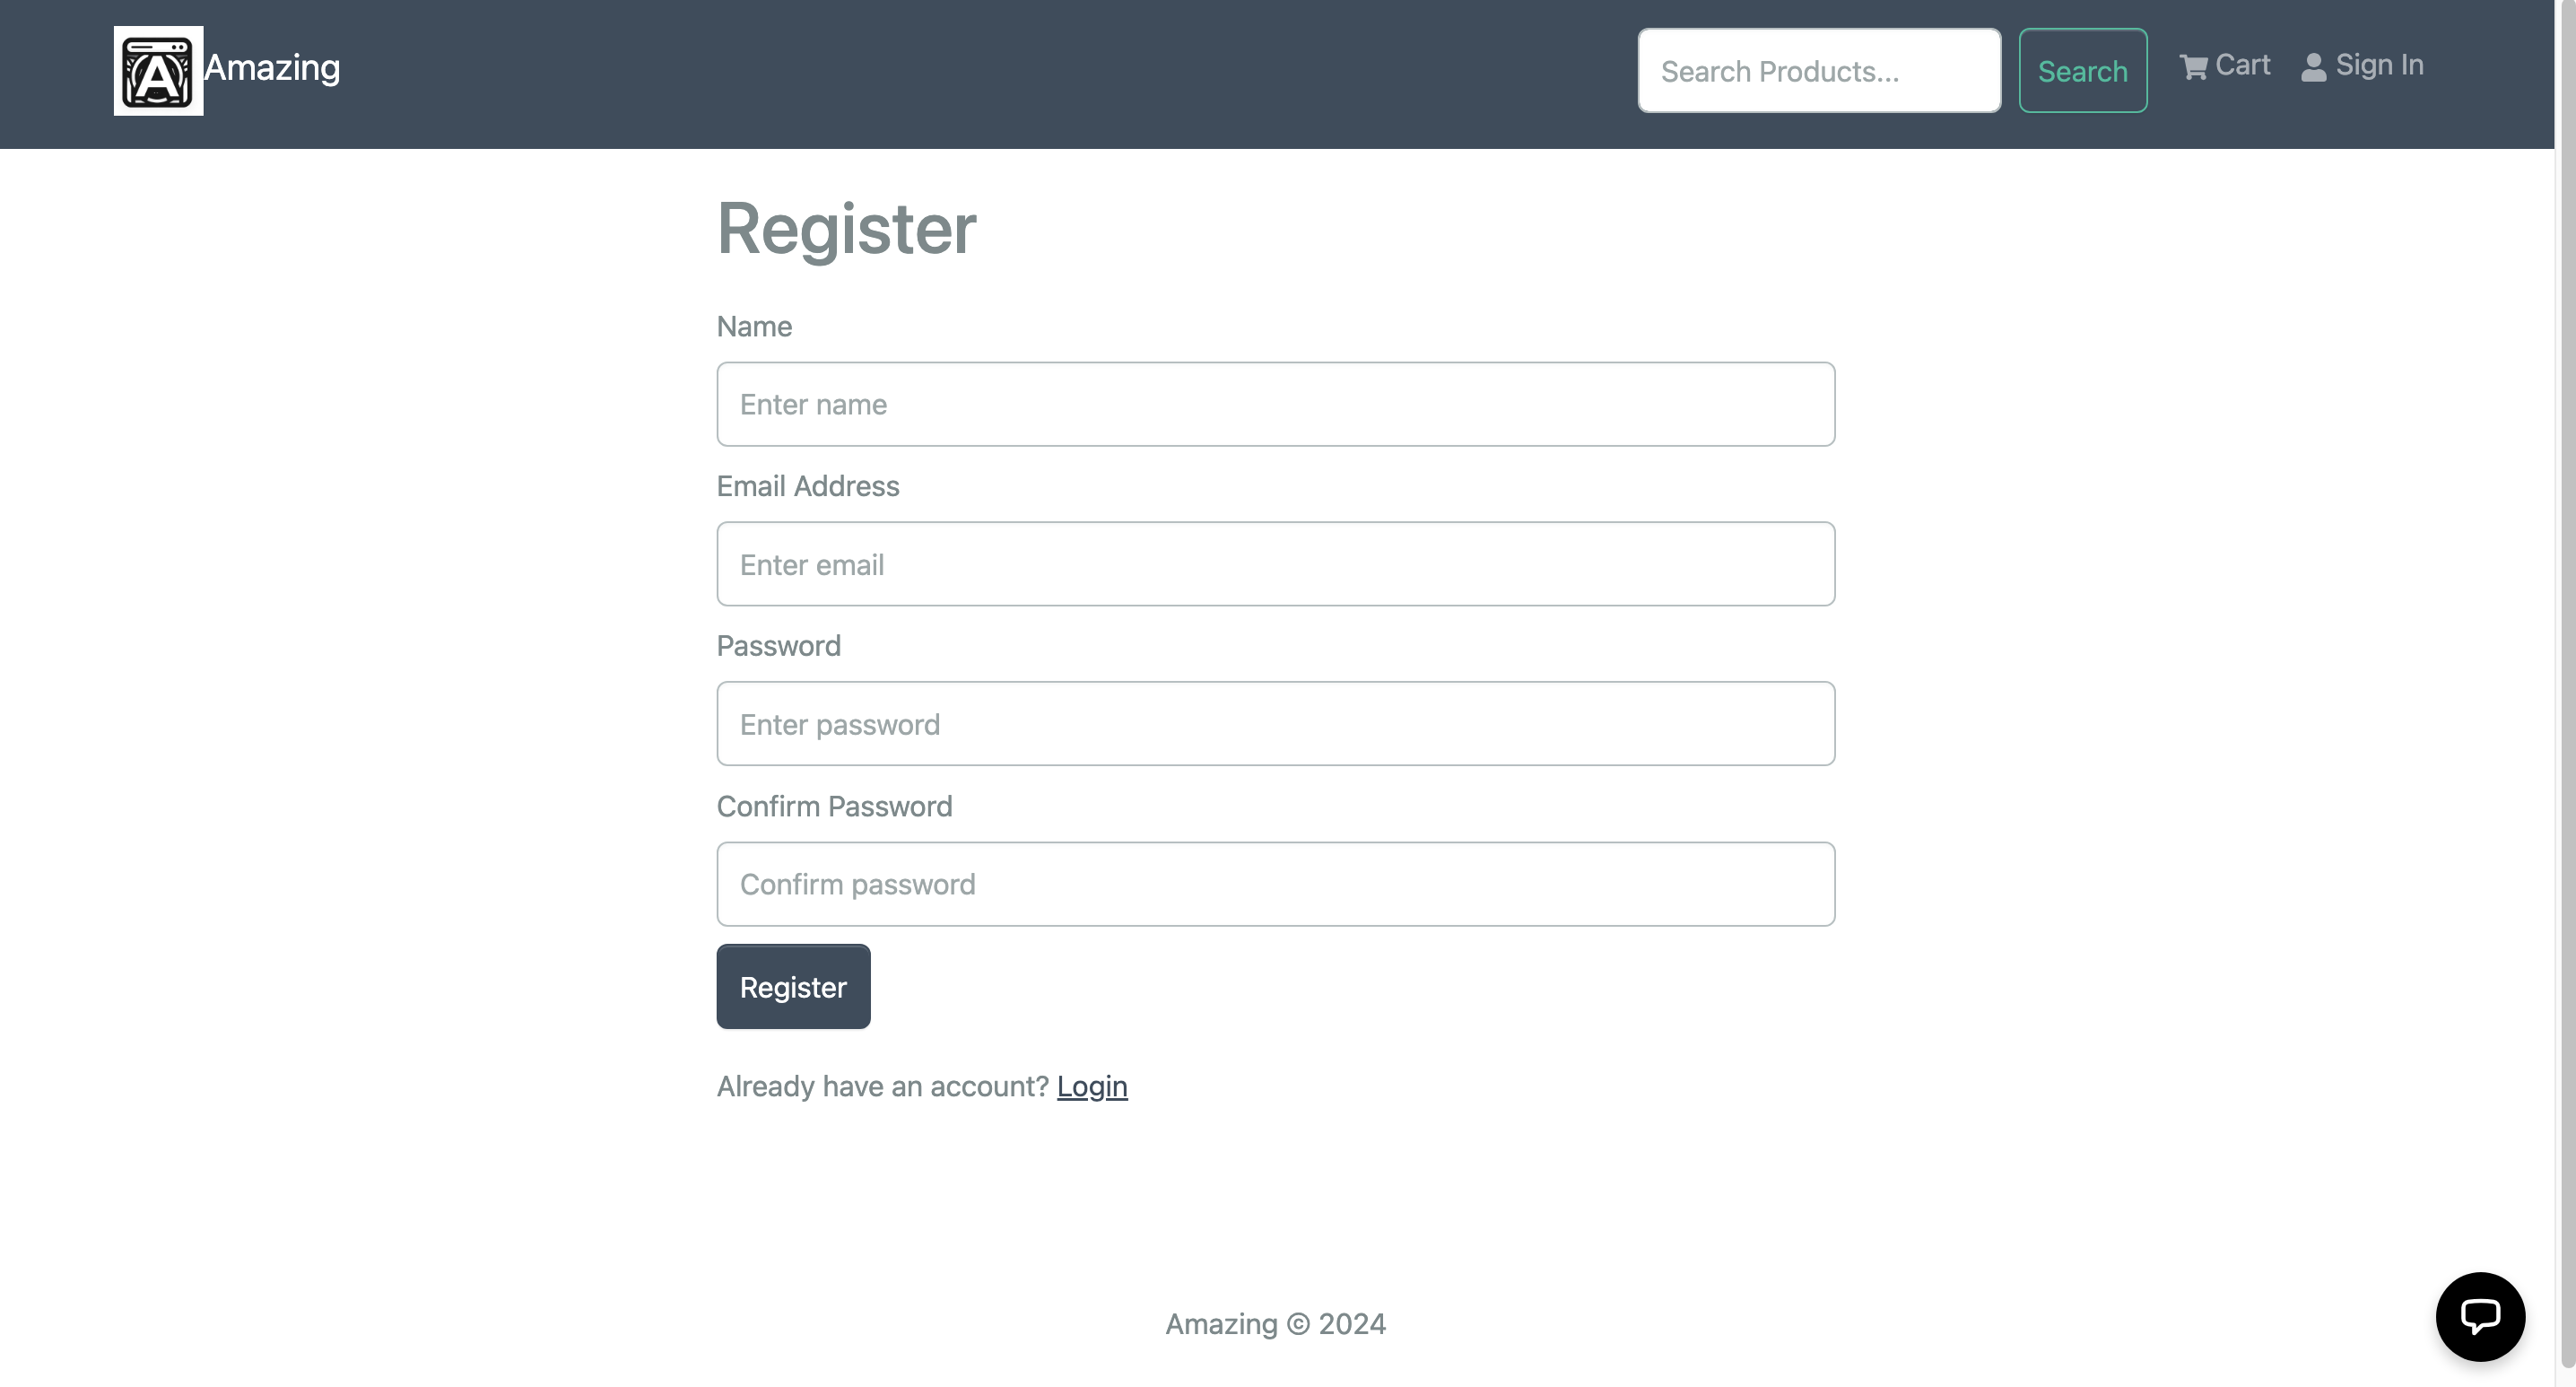 A
Amazing
Search Products...
Search
Cart
Sign In
Register
Name
Enter name
Email Address
Enter email
Password
Enter password
Confirm Password
Confirm password
Register
Already have an account? Login
Amazing © 2024